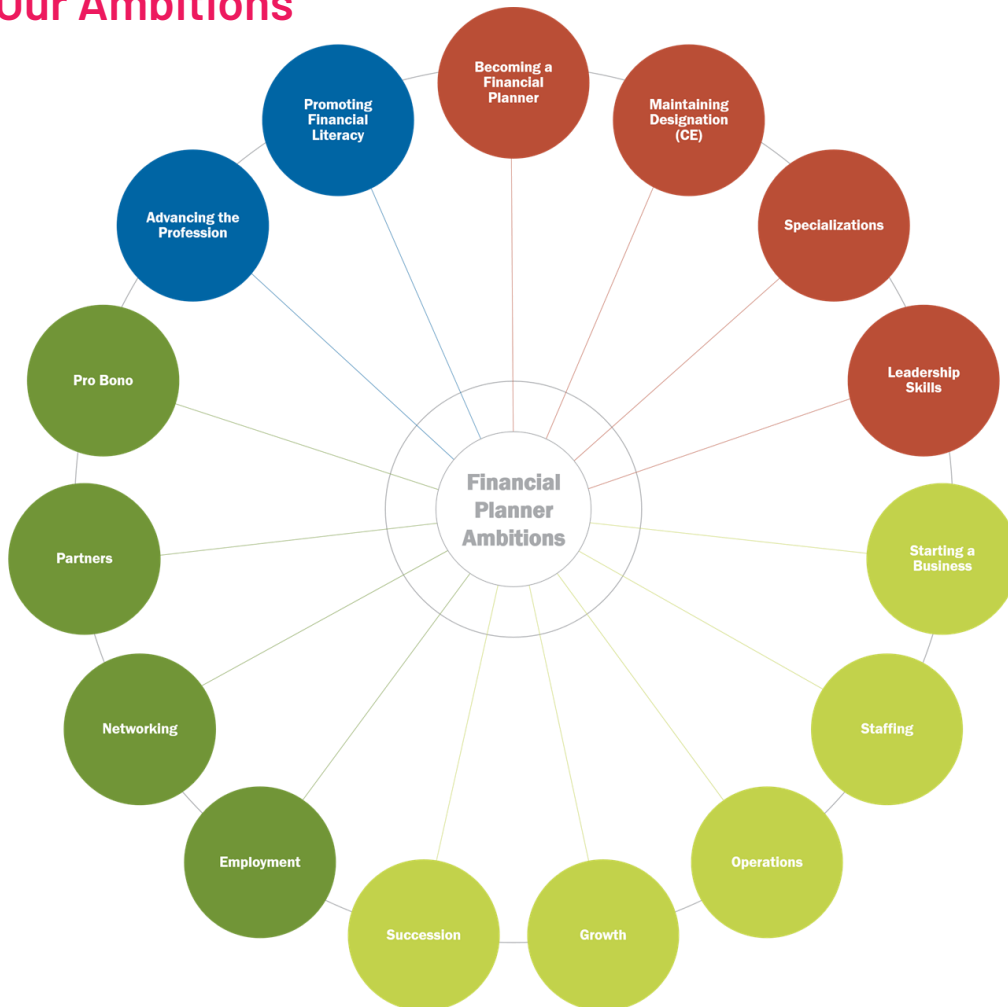 Our Ambitions
Becoming a
Financial
Planner
Maintaining
Designation
(CE)
Specializations
Leadership
Skills
Starting a
Business
Staffing
Operations
Growth
Succession
Employment
Networking
Partners
Pro Bono
Advancing the
Profession
Promoting
Financial
Literacy
Financial
Planner
Ambitions